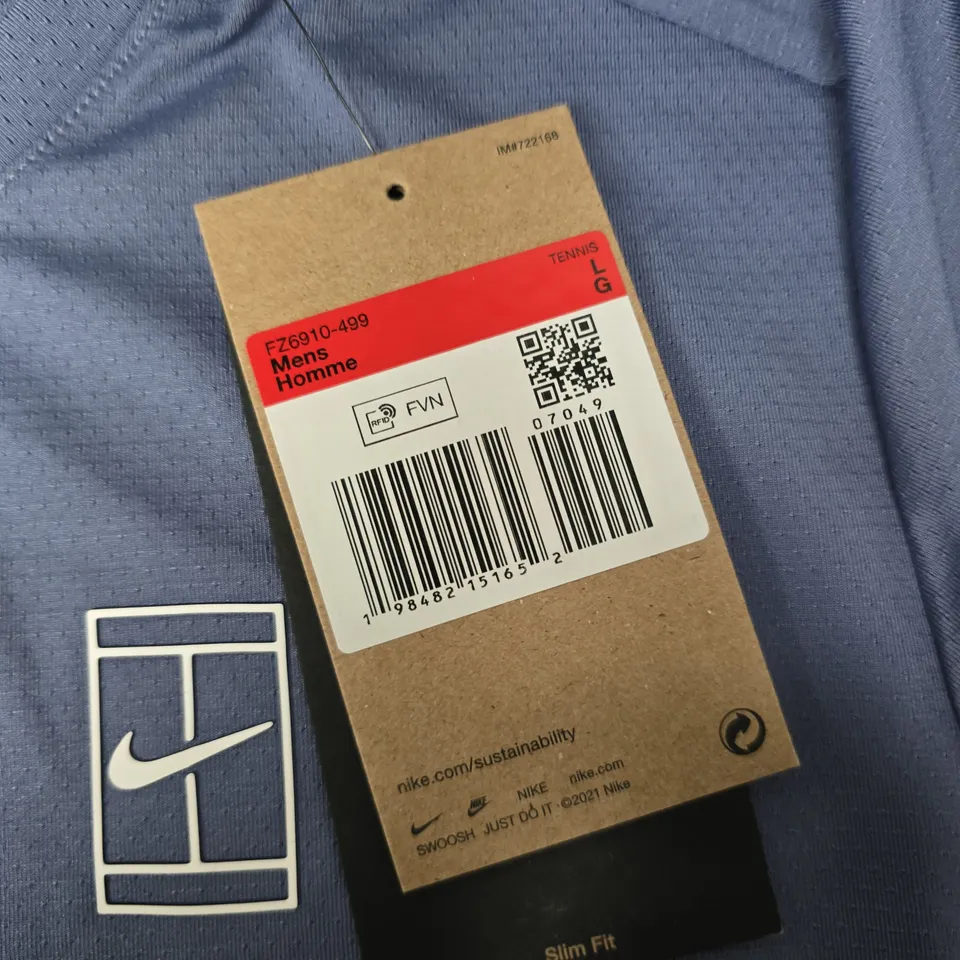 IM#722168
TENNIS
L
G
FZ6910-499
Mens
Homme
RFID FVN
07049
1 98482 15165 2
nike.com/sustainability
NIKE NIKE nike.com
SWOOSH JUST DO IT · ©2021 Nike
Slim Fit